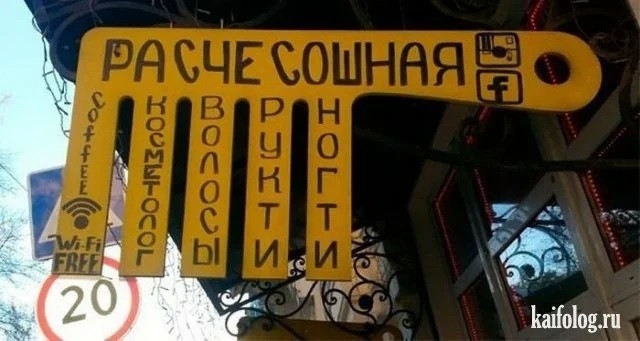 РАСЧЕСОШНАЯ
COFFEE
Wi-Fi
FREE
КОСМЕТОЛОГ
ВОЛОСЫ
РУКТИ
НОГТИ
20
kaifolog.ru